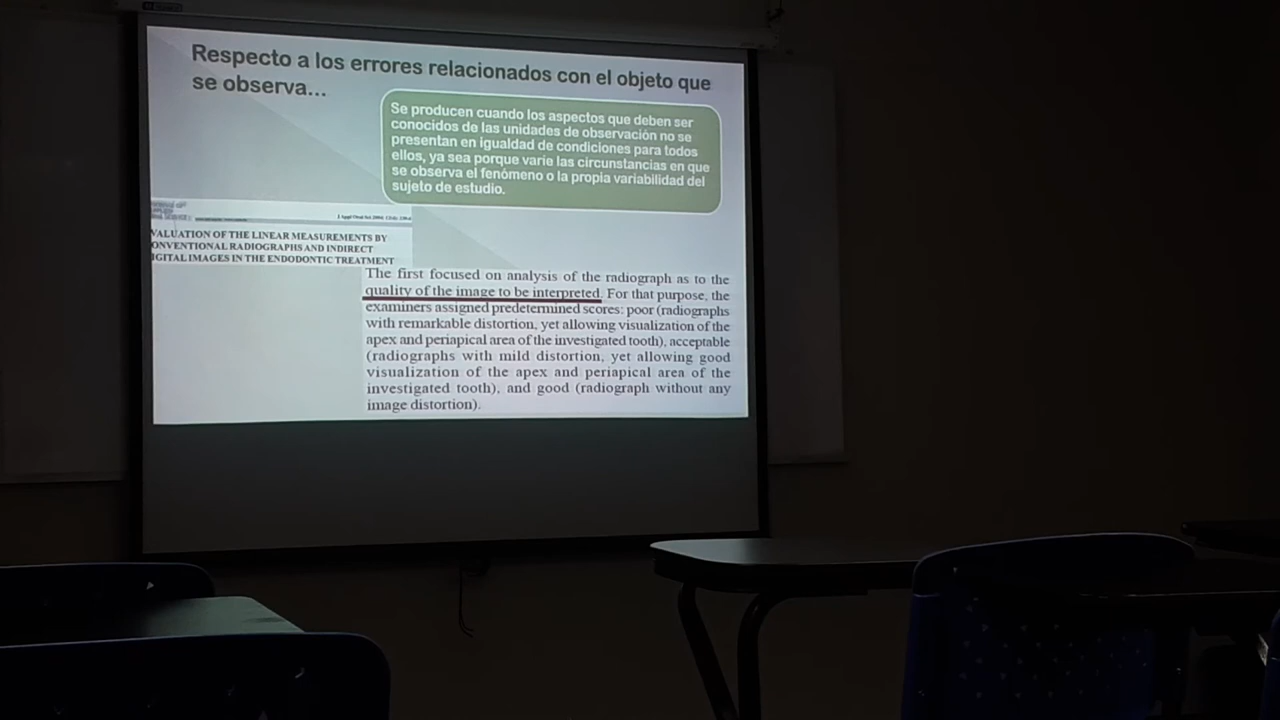 Respecto a los errores relacionados con el objeto que
se observa...
Se producen cuando los aspectos que deben ser
conocidos de las unidades de observación no se
presentan en igualdad de condiciones para todos
ellos, ya sea porque varie las circunstancias en que
se observa el fenómeno o la propia variabilidad del
sujeto de estudio.
VALUATION OF THE LINEAR MEASUREMENTS BY
ONVENTIONAL RADIOGRAPHS AND INDIRECT
IGITAL IMAGES IN THE ENDODONTIC TREATMENT
The first focused on analysis of the radiograph as to the
quality of the image to be interpreted. For that purpose, the
examiners assigned predetermined scores: poor (radiographs
with remarkable distortion, yet allowing visualization of the
apex and periapical area of the investigated tooth), acceptable
(radiographs with mild distortion, yet allowing good
visualization of the apex and periapical area of the
investigated tooth), and good (radiograph without any
image distortion).